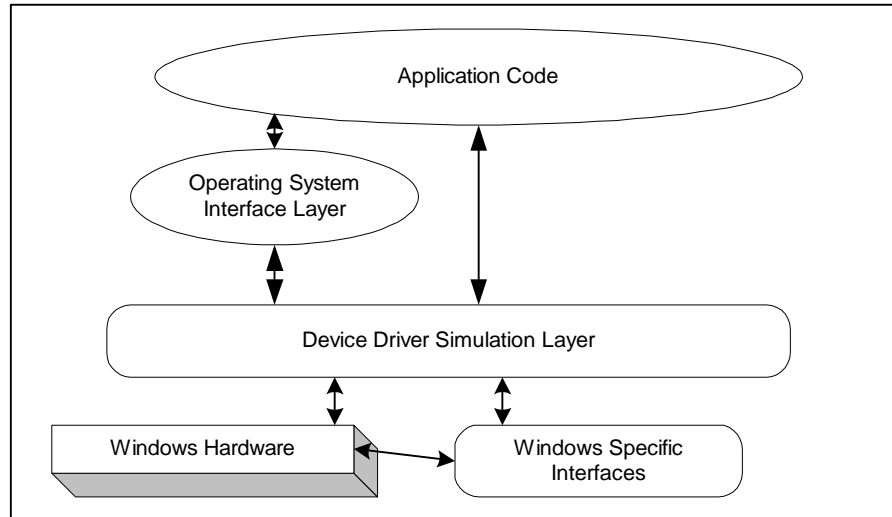 Application Code
Operating System
Interface Layer
Device Driver Simulation Layer
Windows Hardware
Windows Specific
Interfaces